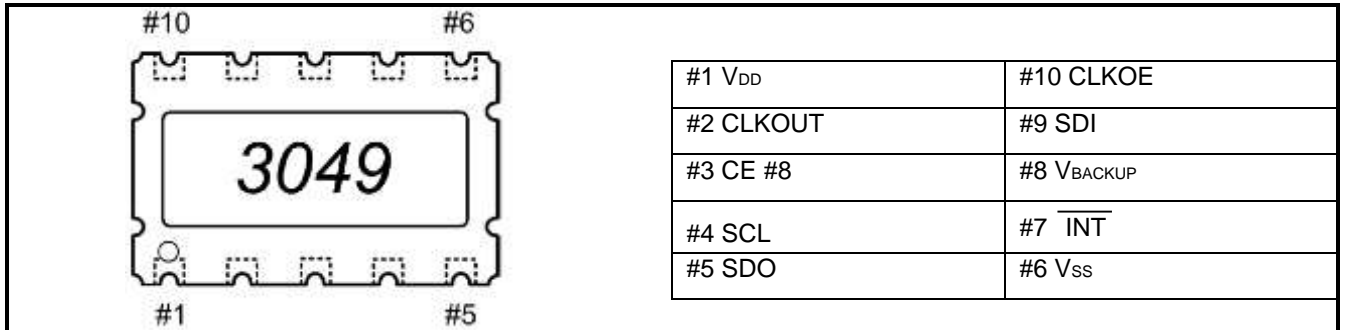 #10 #6
3049
#1 #5
#1 VDD #10 CLKOE
#2 CLKOUT #9 SDI
#3 CE #8 #8 VBACKUP
#4 SCL #7 INT
#5 SDO #6 VSS